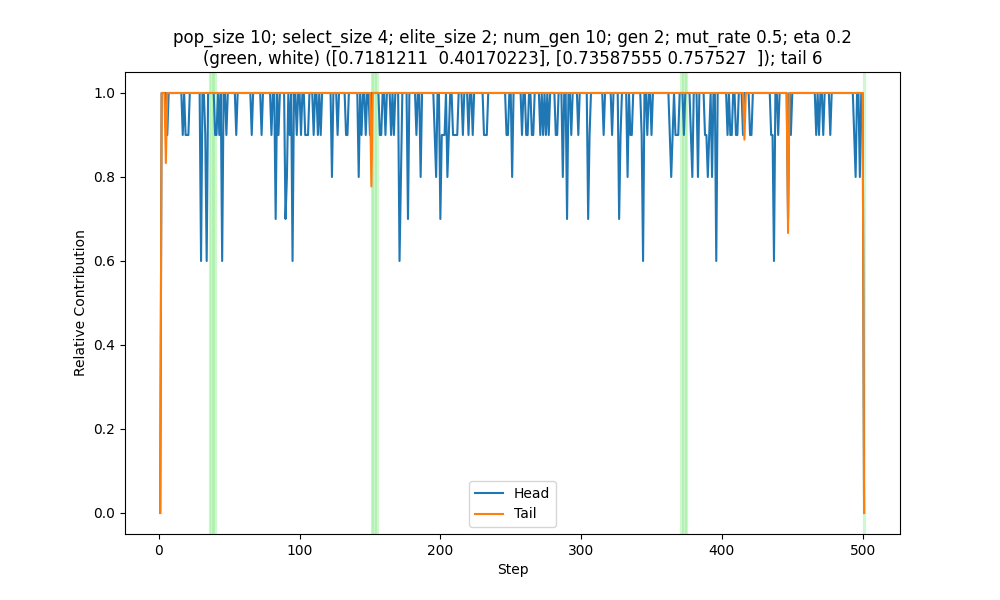 pop_size 10; select_size 4; elite_size 2; num_gen 10; gen 2; mut_rate 0.5; eta 0.2
(green, white) ([0.7181211  0.40170223], [0.73587555 0.757527  ]); tail 6
1.0
0.8
0.6
0.4
0.2
0.0
Relative Contribution
Head
Tail
0
100
200
300
400
500
Step